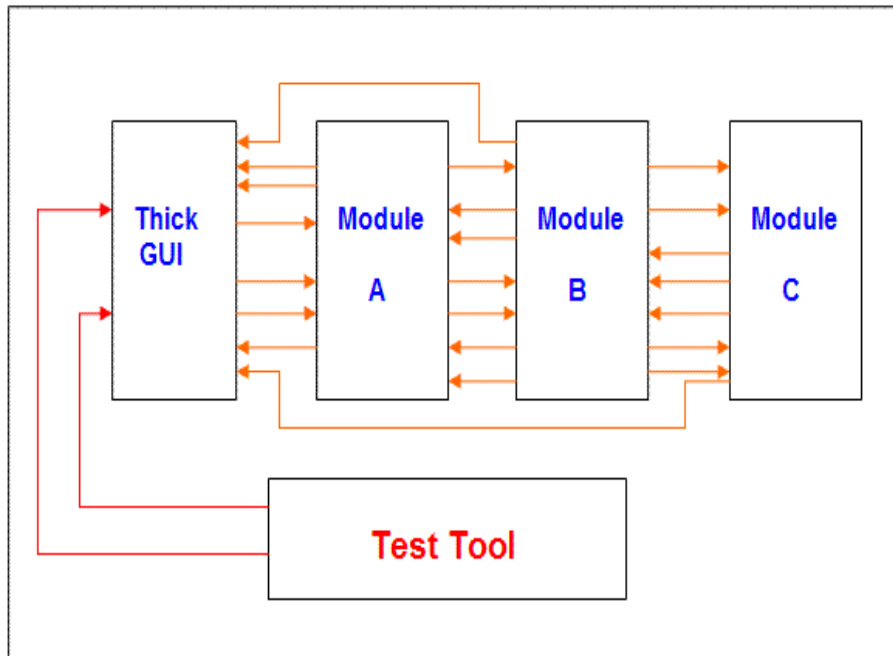 Thick
GUI
Module
A
Module
B
Module
C
Test Tool